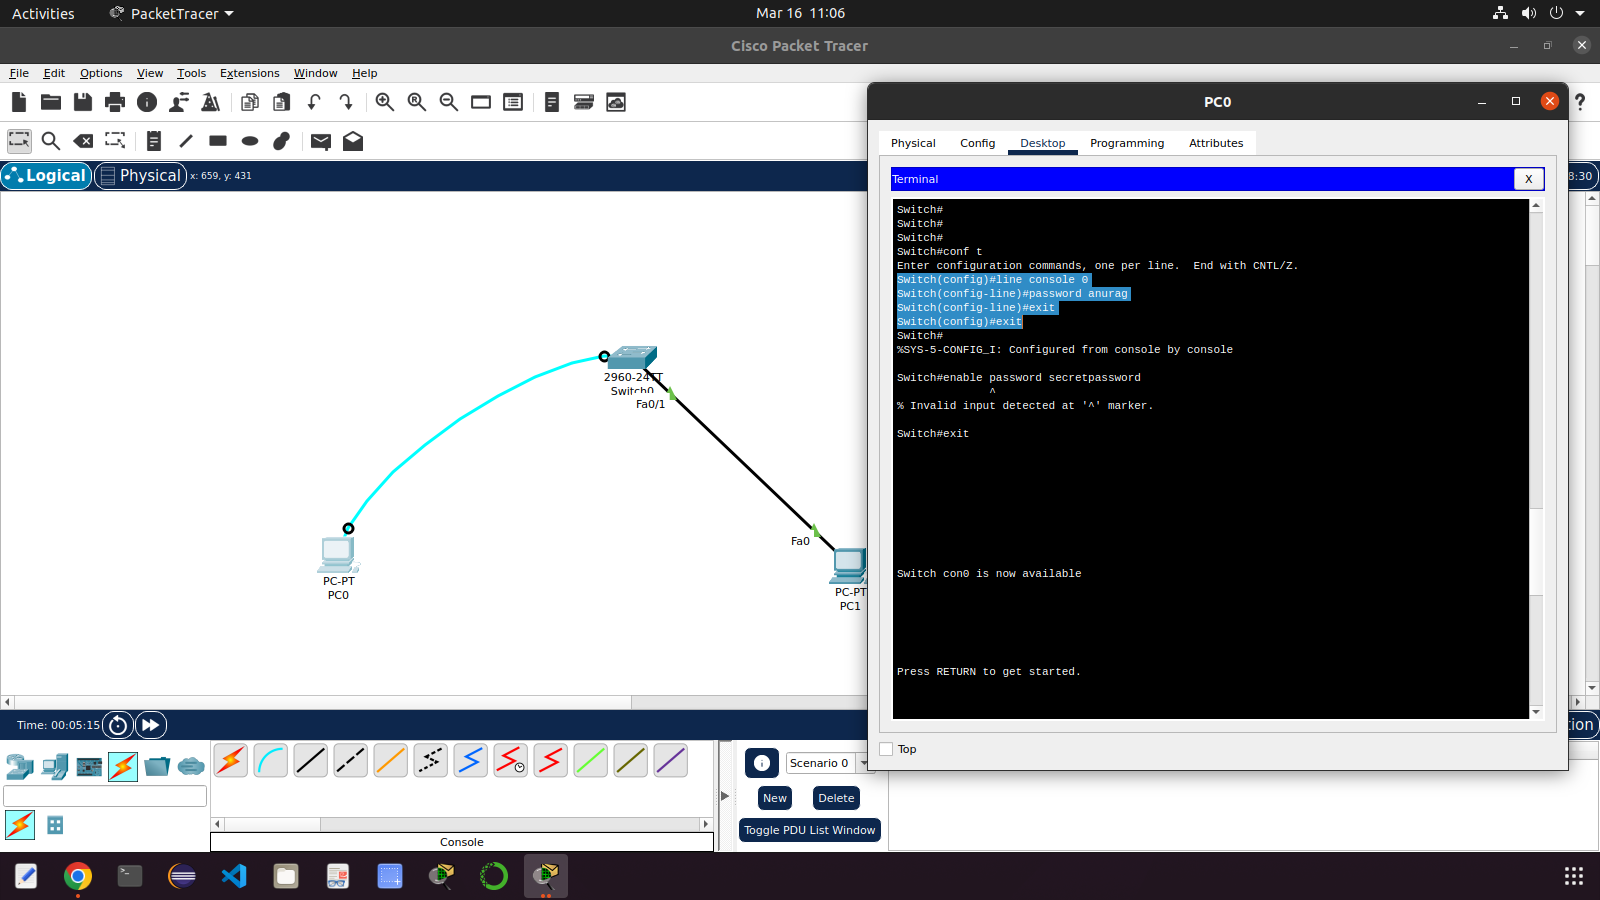 Activities
PacketTracer
Mar 16 11:06
Cisco Packet Tracer
File Edit Options View Tools Extensions Window Help
PC0
?
Physical Config Desktop Programming Attributes
Logical
Physical
x: 659, y: 431
8:30
Terminal
X
Switch#
Switch#
Switch#
Switch#conf t
Enter configuration commands, one per line.  End with CNTL/Z.
Switch(config)#line console 0
Switch(config-line)#password anurag
Switch(config-line)#exit
Switch(config)#exit
Switch#
%SYS-5-CONFIG_I: Configured from console by console
Switch#enable password secretpassword
^
% Invalid input detected at '^' marker.
Switch#exit
Switch con0 is now available
Press RETURN to get started.
Top
2960-24TT
Switch0
Fa0/1
Fa0
PC-PT
PC0
PC-PT
PC1
Time: 00:05:15
tion
Scenario 0
New
Delete
Toggle PDU List Window
Console